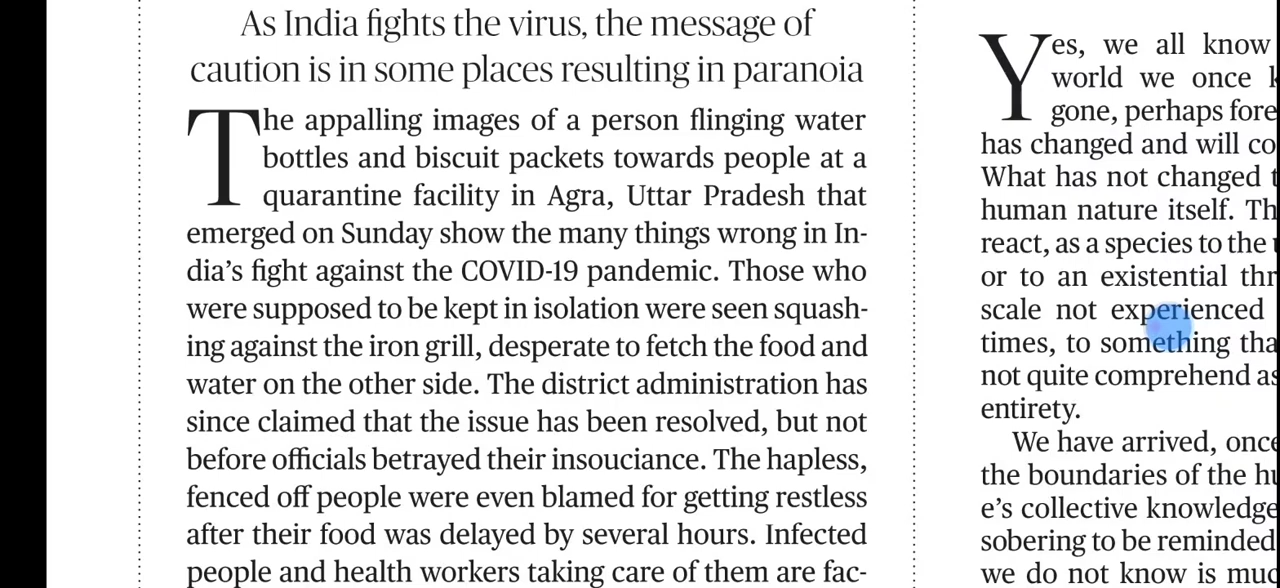 As India fights the virus, the message of
caution is in some places resulting in paranoia
The appalling images of a person flinging water
bottles and biscuit packets towards people at a
quarantine facility in Agra, Uttar Pradesh that
emerged on Sunday show the many things wrong in In-
dia’s fight against the COVID-19 pandemic. Those who
were supposed to be kept in isolation were seen squash-
ing against the iron grill, desperate to fetch the food and
water on the other side. The district administration has
since claimed that the issue has been resolved, but not
before officials betrayed their insouciance. The hapless,
fenced off people were even blamed for getting restless
after their food was delayed by several hours. Infected
people and health workers taking care of them are fac-
Yes, we all know
world we once
gone, perhaps fore
has changed and will co
What has not changed
human nature itself. Th
react, as a species to the
or to an existential thr
scale not experienced
times, to something tha
not quite comprehend as
entirety.
We have arrived, once
the boundaries of the hu
e’s collective knowledge
sobering to be reminded
we do not know is muc